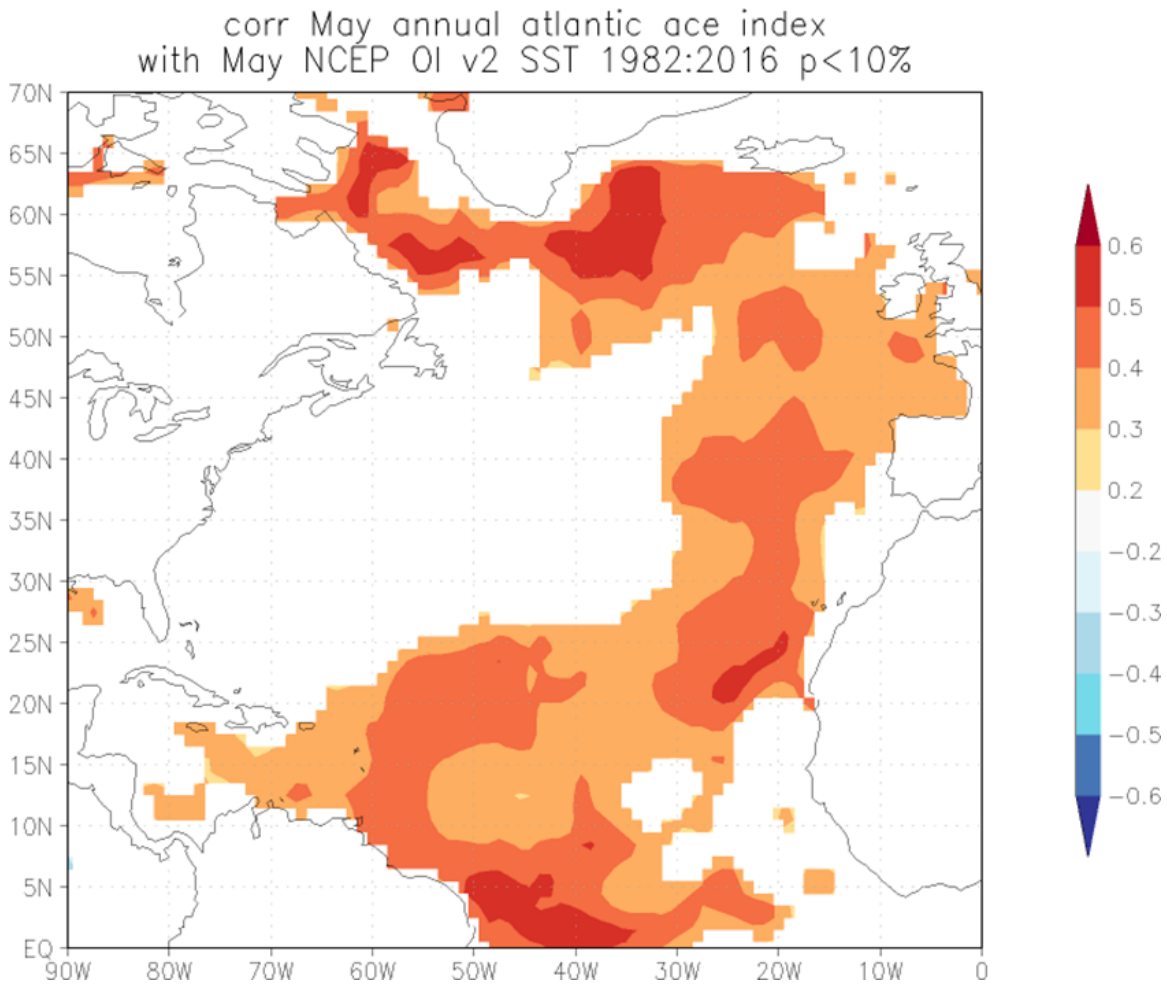 corr May annual atlantic ace index
with May NCEP OI v2 SST 1982:2016 p<10%
70N
65N
60N
55N
50N
45N
40N
35N
30N
25N
20N
15N
10N
5N
EQ
90W 80W 70W 60W 50W 40W 30W 20W 10W 0
0.6
0.5
0.4
0.3
0.2
−0.2
−0.3
−0.4
−0.5
−0.6